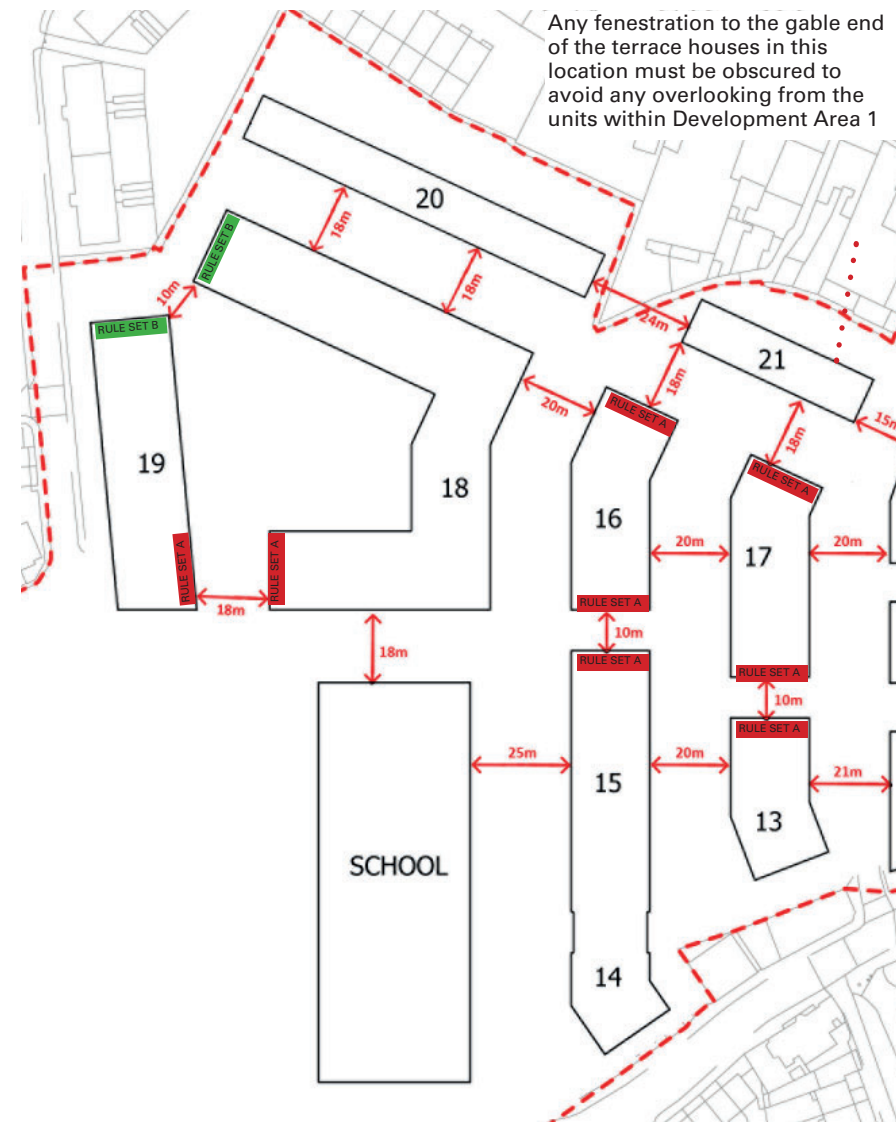 Any fenestration to the gable end
of the terrace houses in this
location must be obscured to
avoid any overlooking from the
units within Development Area 1
20
18m
RULE SET B
18m
10m
24m
RULE SET B
21
18m
20m
RULE SET A
15m
18m
RULE SET A
19
18
16
20m
17
20m
RULE SET A
RULE SET A
18m
RULE SET A
10m
18m
RULE SET A
RULE SET A
10m
RULE SET A
25m
20m
15
21m
13
SCHOOL
14